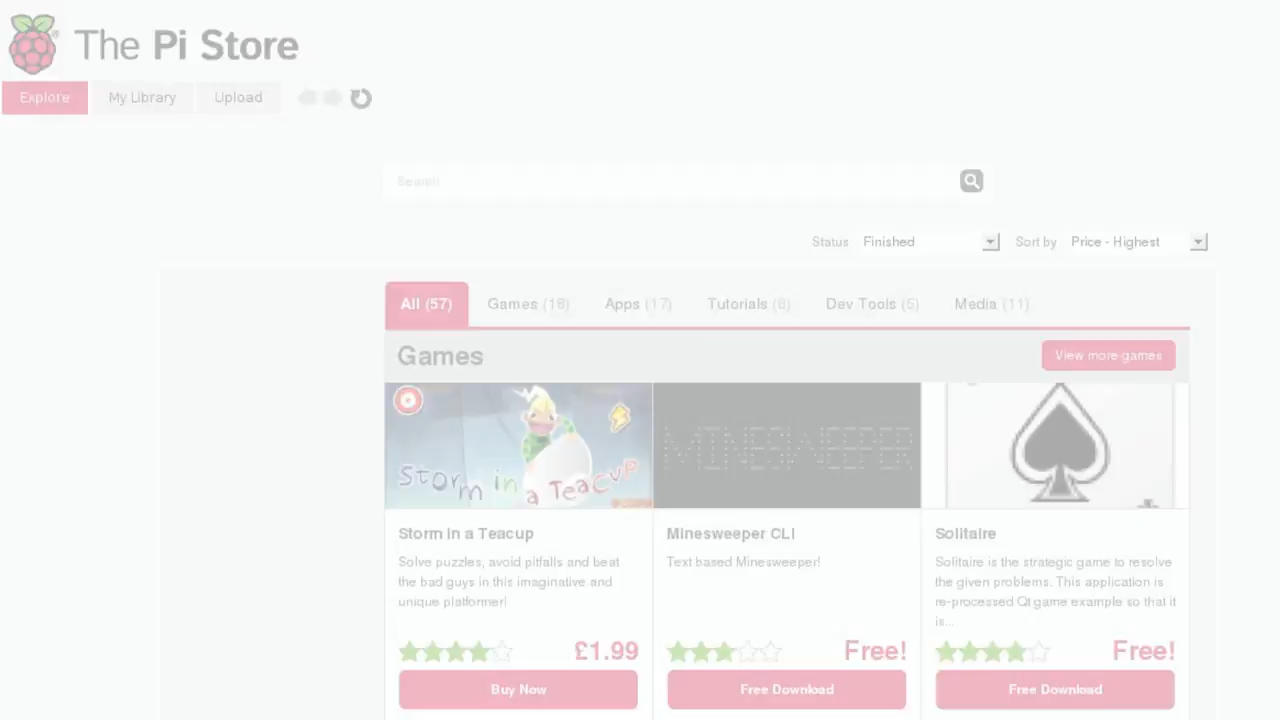 The Pi Store
Explore My Library Upload
Search
Status Finished Sort by Price - Highest
All (57) Games (18) Apps (17) Tutorials (6) Dev Tools (5) Media (11)
Games View more games
Storm in a Teacup
MINESWEEPER
Storm in a Teacup
Solve puzzles, avoid pitfalls and beat
the bad guys in this imaginative and
unique platformer!
£1.99
Buy Now
Minesweeper CLI
Text based Minesweeper!
Free!
Free Download
Solitaire
Solitaire is the strategic game to resolve
the given problems. This application is
re-processed Qt game example so that it
is...
Free!
Free Download